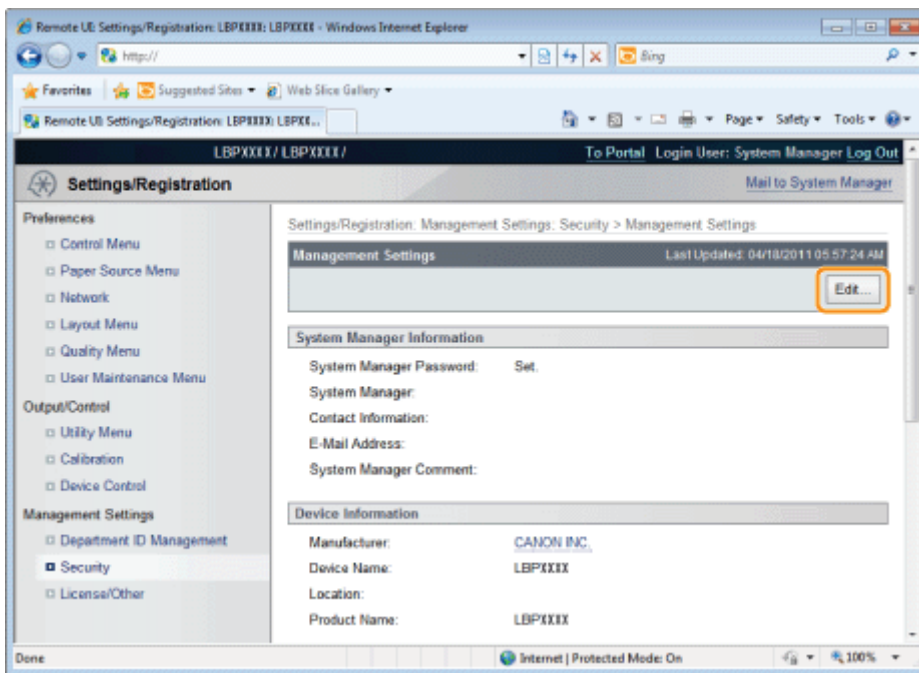 Remote UI: Settings/Registration: LBPXXXX: LBPXXXX - Windows Internet Explorer
http://
Bing
Favorites Suggested Sites Web Slice Gallery
Remote UI: Settings/Registration: LBPXXXX: LBPXX... Page Safety Tools
LBPXXXX / LBPXXXX / To Portal Login User: System Manager Log Out
Settings/Registration Mail to System Manager
Preferences
Control Menu
Paper Source Menu
Network
Layout Menu
Quality Menu
User Maintenance Menu
Output/Control
Utility Menu
Calibration
Device Control
Management Settings
Department ID Management
Security
License/Other
Settings/Registration: Management Settings: Security > Management Settings
Management Settings Last Updated: 04/18/2011 05:57:24 AM
Edit...
System Manager Information
System Manager Password: Set.
System Manager:
Contact Information:
E-Mail Address:
System Manager Comment:
Device Information
Manufacturer: CANON INC.
Device Name: LBPXXXX
Location:
Product Name: LBPXXXX
Done Internet | Protected Mode: On 100%